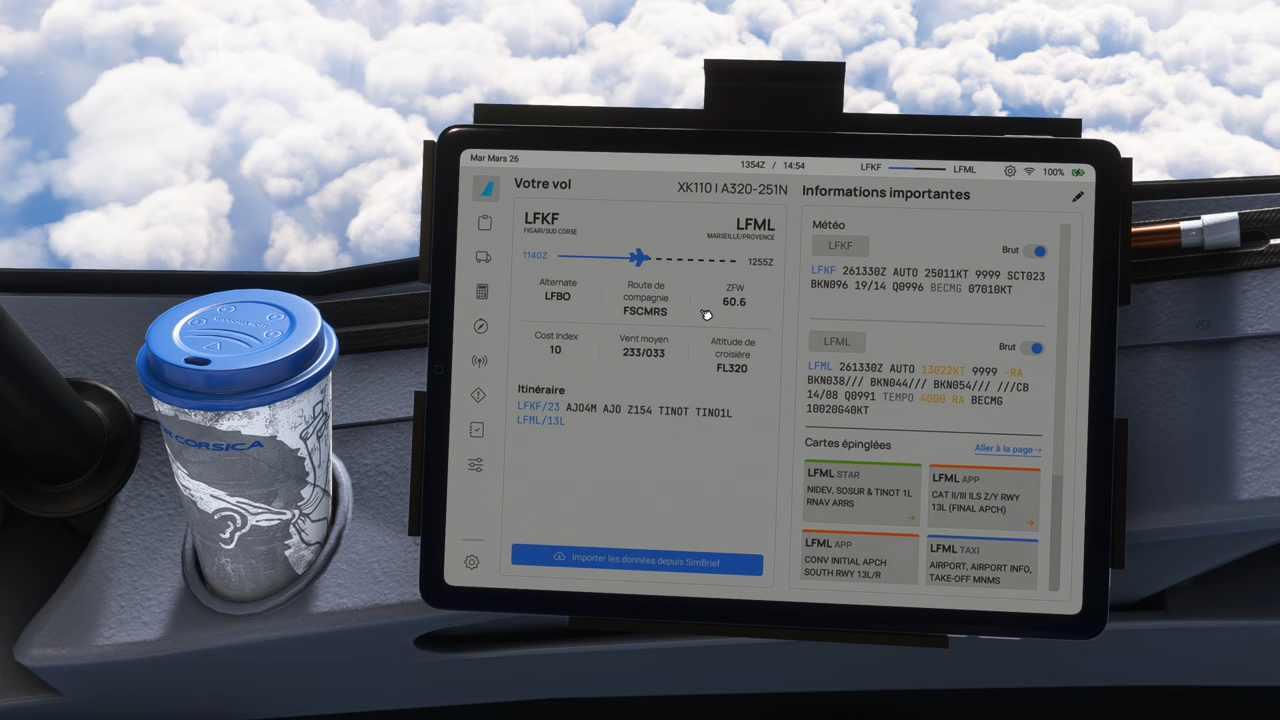 Mar Mars 26
1354Z / 14:54
LFKF
LFML
100%
Votre vol
XK110 | A320-251N
LFKF
FIGARI/SUD CORSE
LFML
MARSEILLE/PROVENCE
1140Z
1255Z
Alternate
LFBO
Route de
compagnie
FSCMRS
ZFW
60.6
Cost Index
10
Vent moyen
233/033
Altitude de
croisière
FL320
Itinéraire
LFKF/23 AJO4M AJO Z154 TINOT TINO1L
LFML/13L
Importer les données depuis SimBrief
Informations importantes
Météo
LFKF
Brut
LFKF 261330Z AUTO 25011KT 9999 SCT023
BKN096 19/14 Q0996 BECMG 07010KT
LFML
Brut
LFML 261330Z AUTO 13022KT 9999 -RA
BKN038/// BKN044/// BKN054/// ///CB
14/08 Q0991 TEMPO 4000 RA BECMG
10020G40KT
Cartes épinglées
Aller à la page→
LFML STAR
NIDEV, SOSUR & TINOT 1L
RNAV ARRS
LFML APP
CAT II/III ILS Z/Y RWY
13L (FINAL APCH)
LFML APP
CONV INITIAL APCH
SOUTH RWY 13L/R
LFML TAXI
AIRPORT, AIRPORT INFO,
TAKE-OFF MNMS
CORSICA